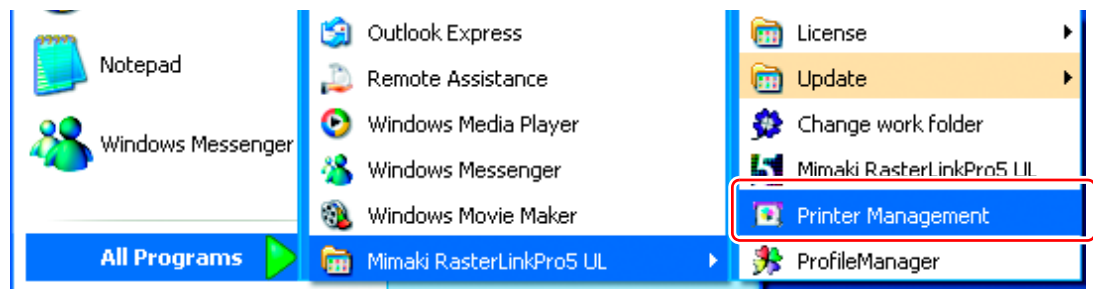 Notepad
Windows Messenger
All Programs
Outlook Express
Remote Assistance
Windows Media Player
Windows Messenger
Windows Movie Maker
Mimaki RasterLinkPro5 UL
License
Update
Change work folder
Mimaki RasterLinkPro5 UL
Printer Management
ProfileManager